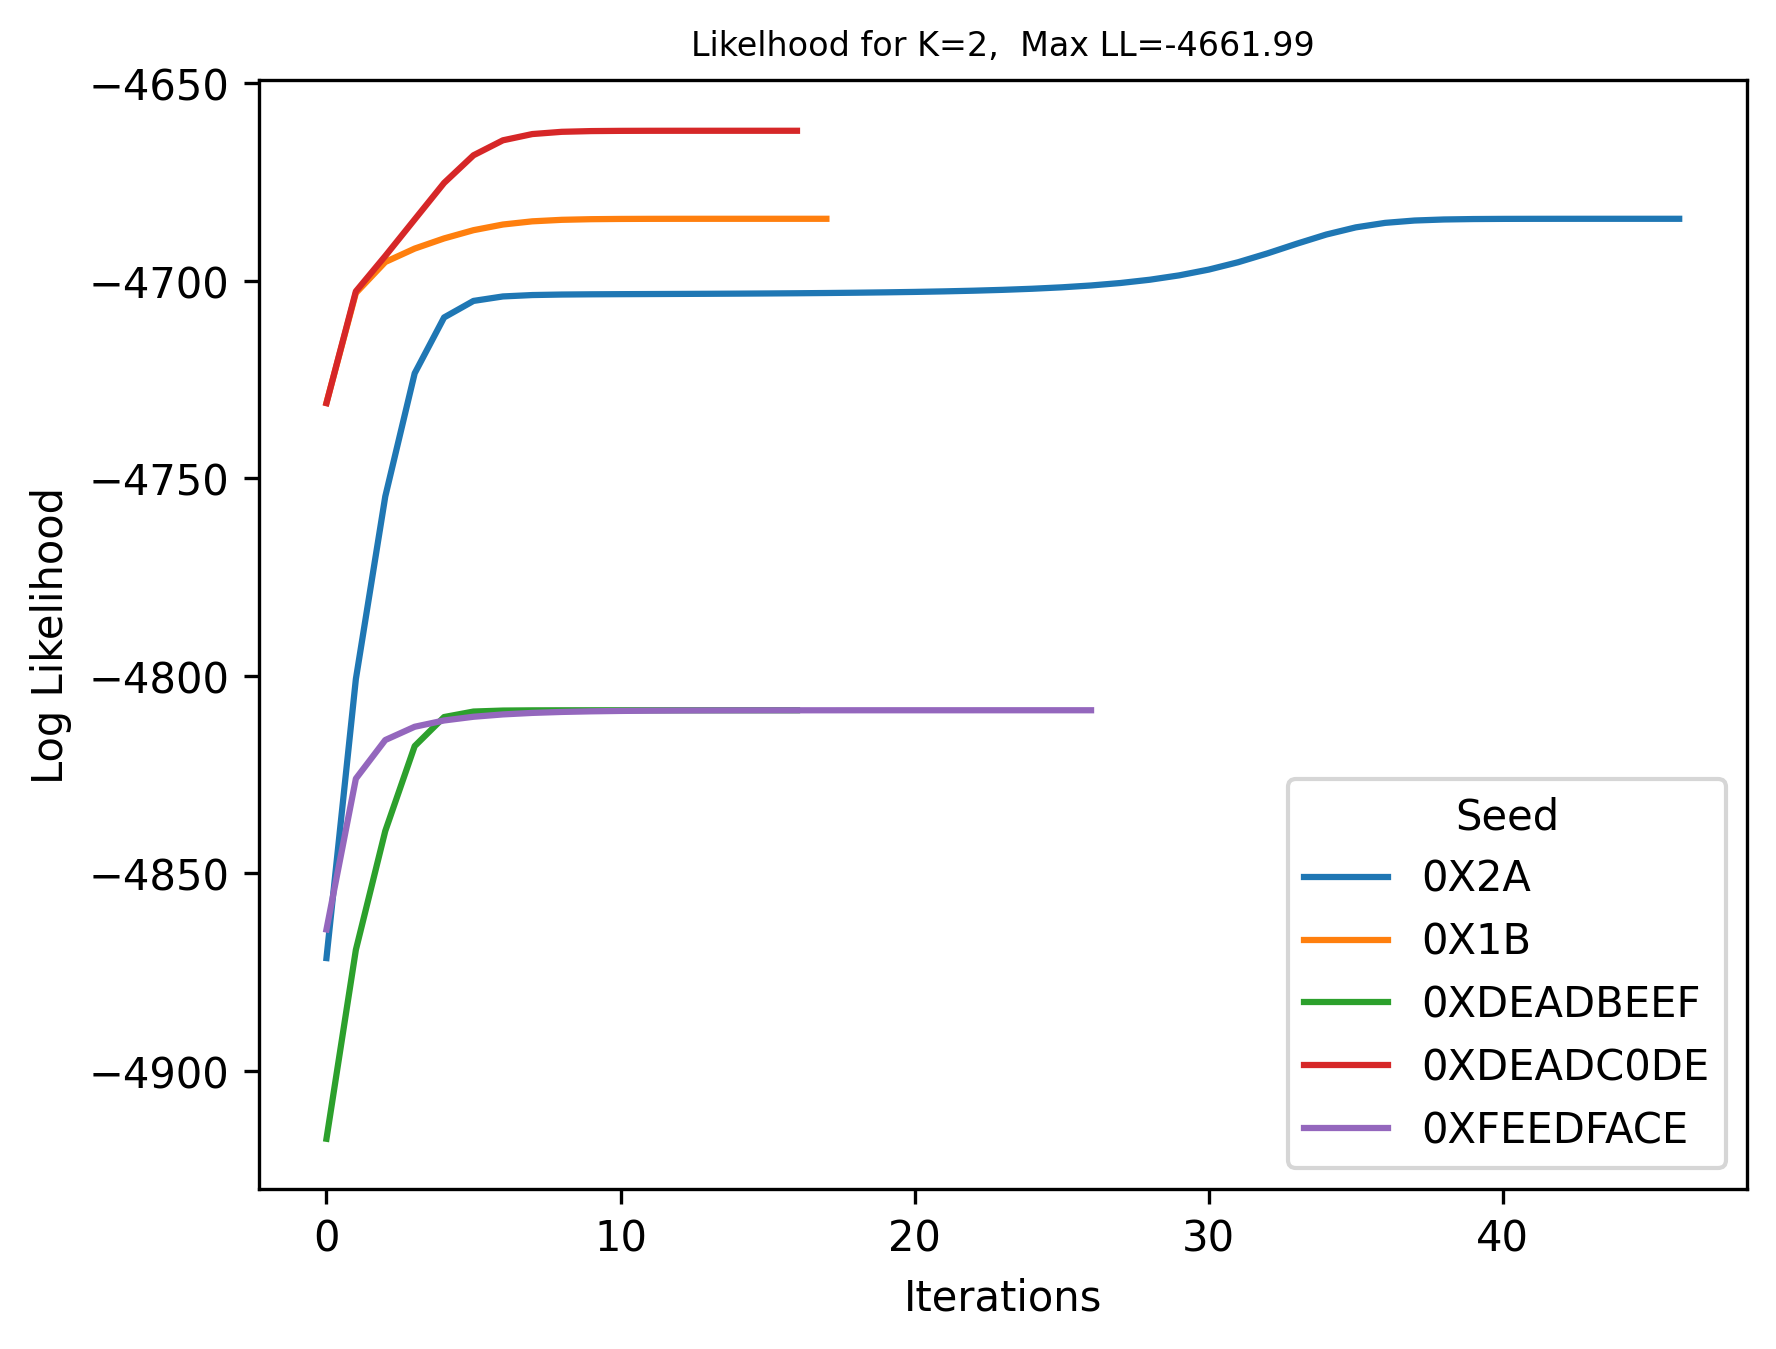 Likelhood for K=2,  Max LL=-4661.99
−4650
−4700
−4750
−4800
−4850
−4900
Log Likelihood
0 10 20 30 40
Iterations
Seed
0X2A
0X1B
0XDEADBEEF
0XDEADC0DE
0XFEEDFACE